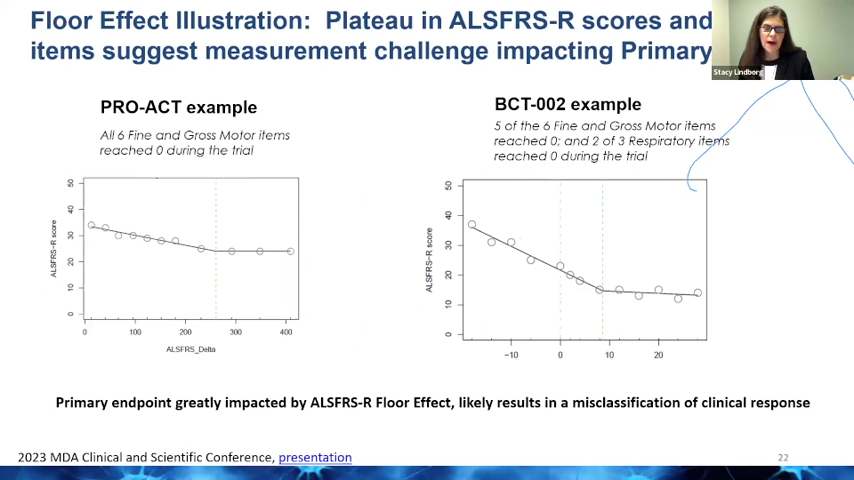 Floor Effect Illustration: Plateau in ALSFRS-R scores and
items suggest measurement challenge impacting Primary
Stacy Lindborg
PRO-ACT example
All 6 Fine and Gross Motor items
reached 0 during the trial
BCT-002 example
5 of the 6 Fine and Gross Motor items
reached 0; and 2 of 3 Respiratory items
reached 0 during the trial
ALSFRS-R score
50
40
30
20
10
0
0 100 200 300 400
ALSFRS_Delta
ALSFRS-R score
50
40
30
20
10
0
-10 0 10 20
Primary endpoint greatly impacted by ALSFRS-R Floor Effect, likely results in a misclassification of clinical response
2023 MDA Clinical and Scientific Conference, presentation
22